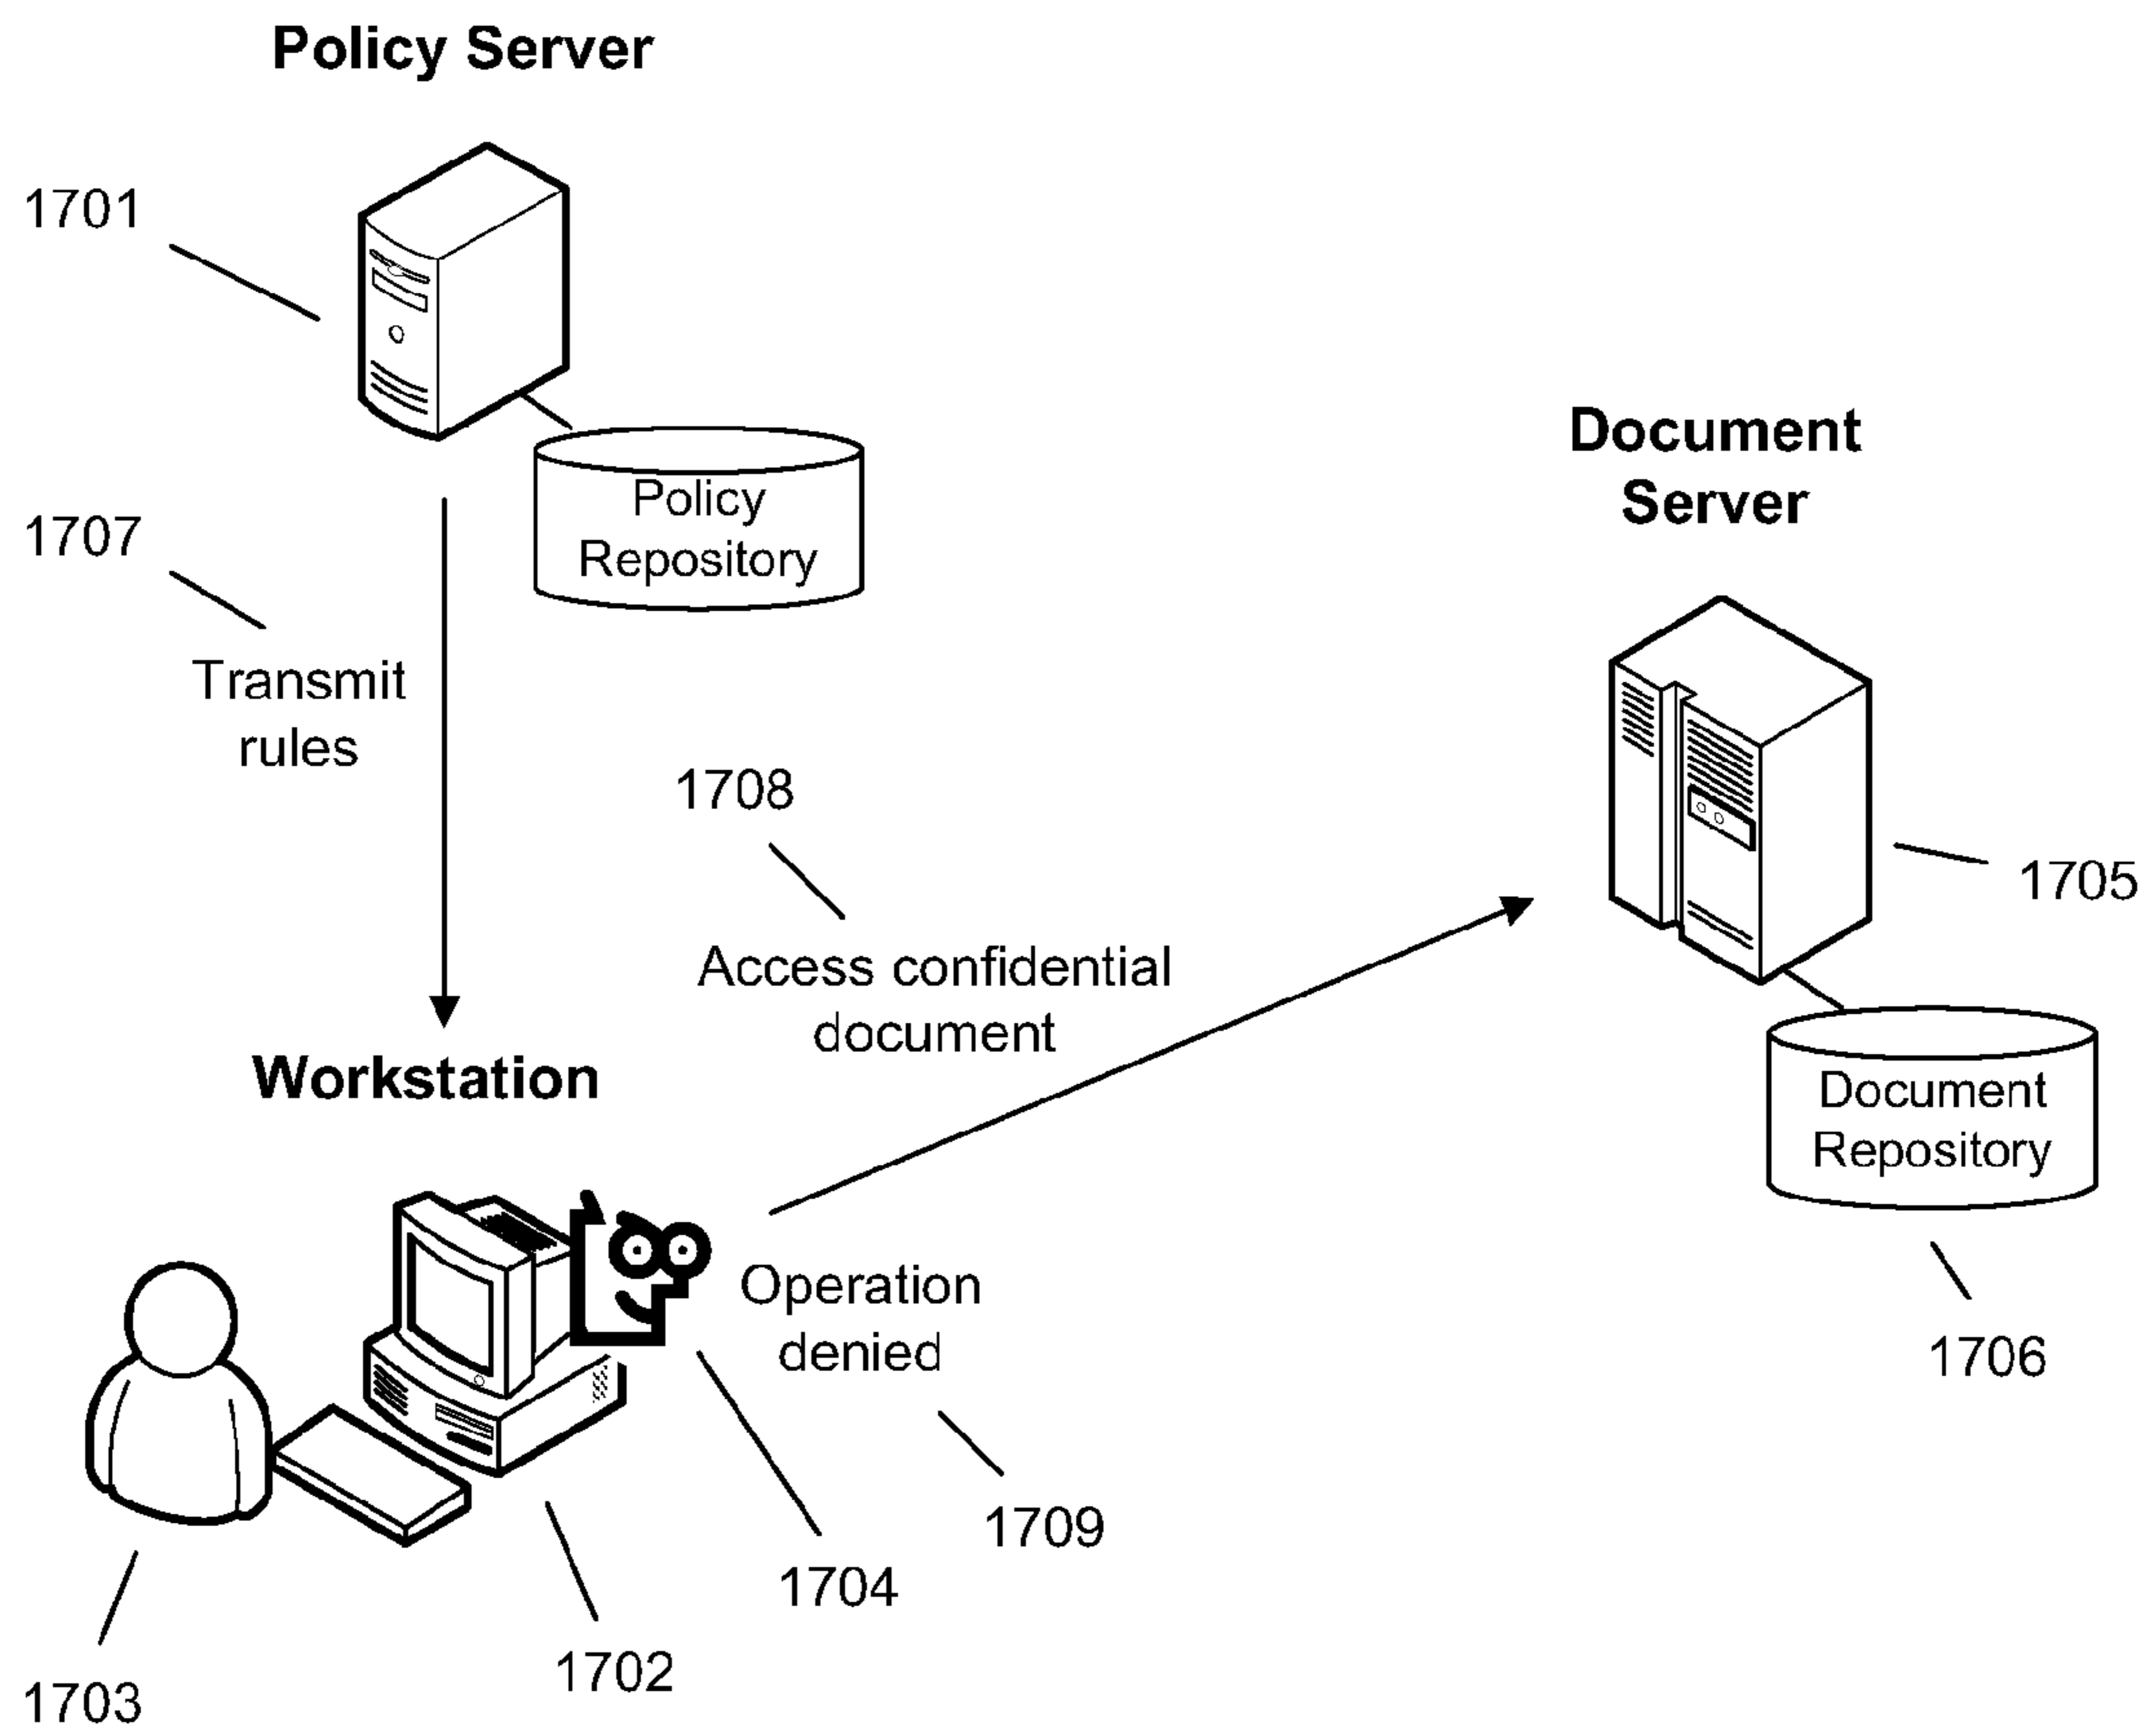 Policy Server
1701
Policy
Repository
1707
Transmit
rules
Document
Server
1708
1705
Access confidential
document
Workstation
Document
Repository
Operation
denied
1706
1709
1704
1702
1703